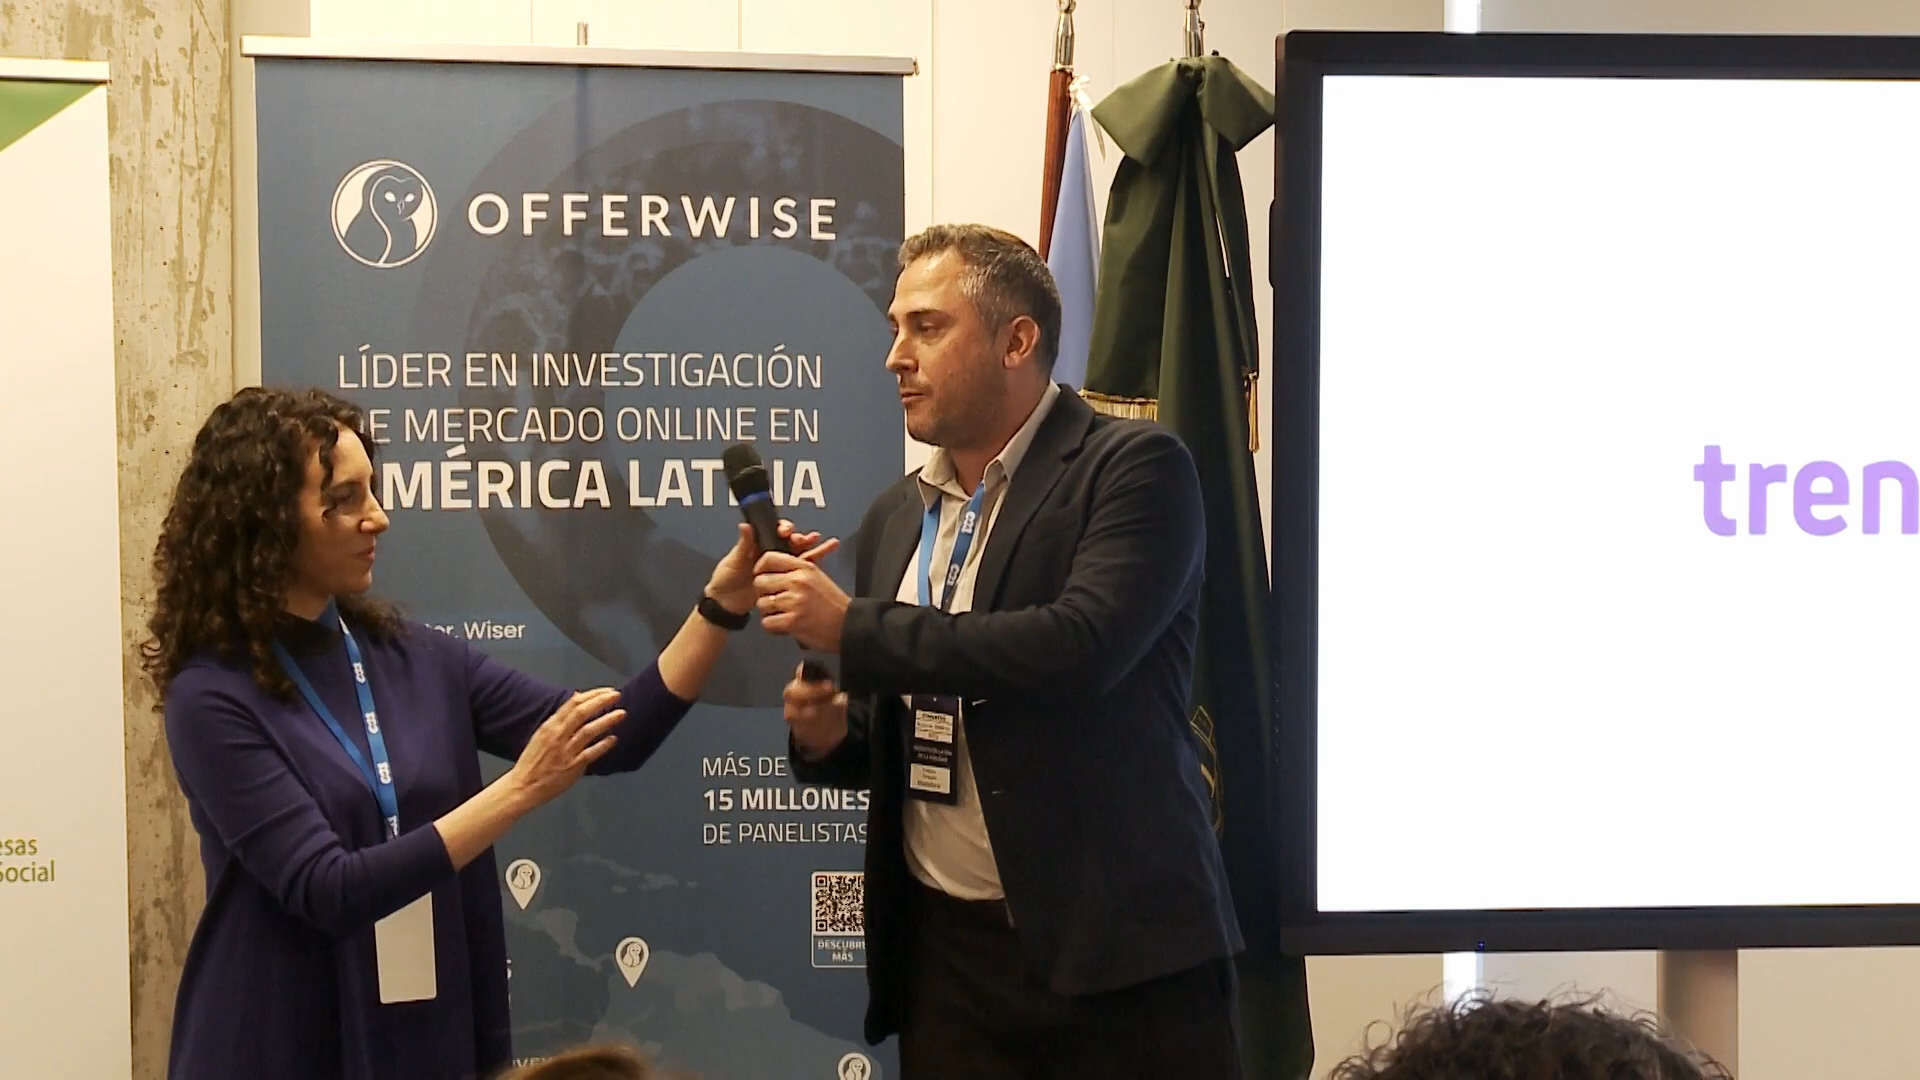 OFFERWISE
LÍDER EN INVESTIGACIÓN
E MERCADO ONLINE EN
MÉRICA LAT IA
Wiser
MÁS DE
15 MILLONES
DE PANELISTAS
DESCUBRE
MÁS
esas
Social
tren